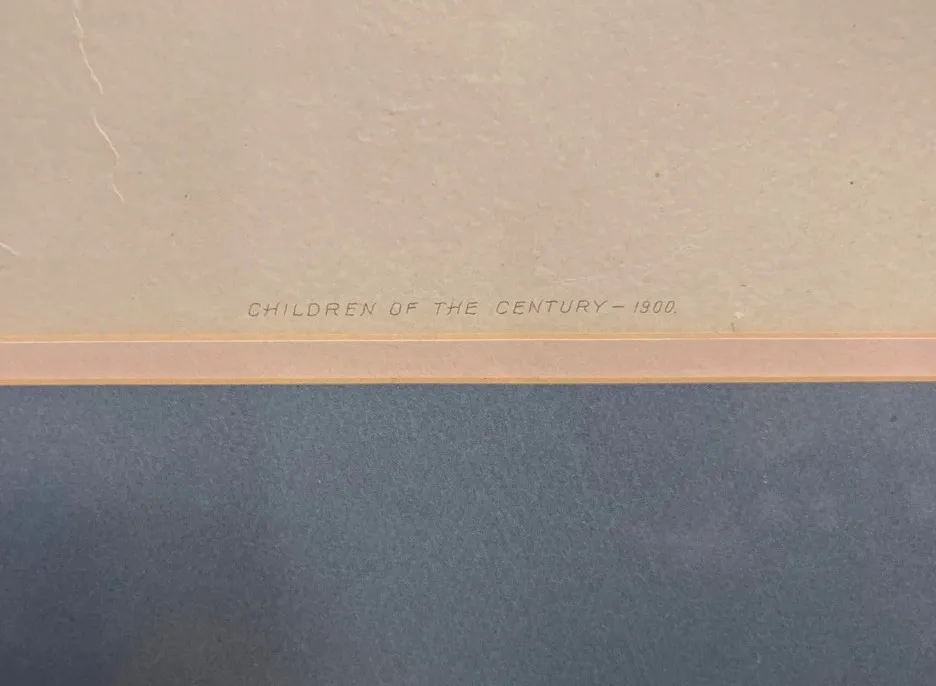 CHILDREN OF THE CENTURY – 1900.